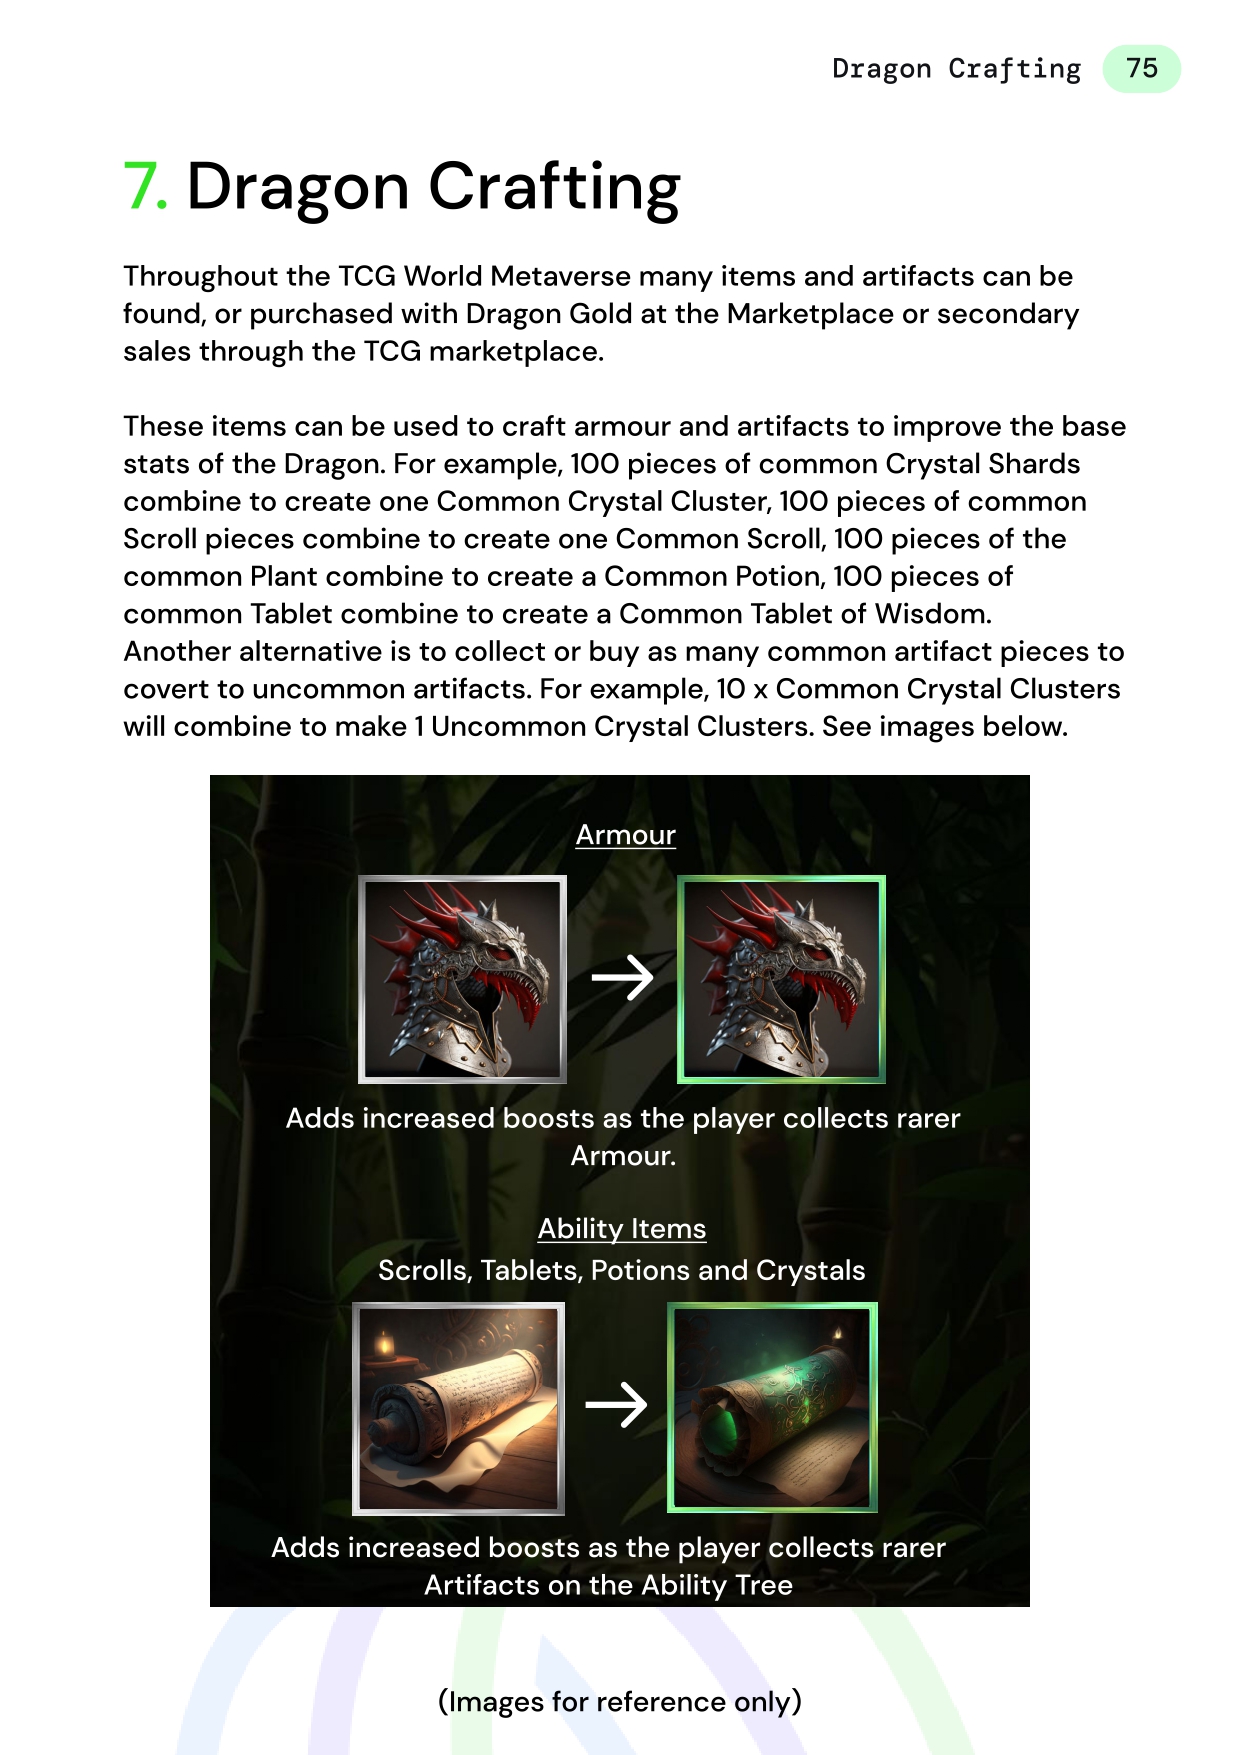 Dragon Crafting 75
7. Dragon Crafting
Throughout the TCG World Metaverse many items and artifacts can be
found, or purchased with Dragon Gold at the Marketplace or secondary
sales through the TCG marketplace.
These items can be used to craft armour and artifacts to improve the base
stats of the Dragon. For example, 100 pieces of common Crystal Shards
combine to create one Common Crystal Cluster, 100 pieces of common
Scroll pieces combine to create one Common Scroll, 100 pieces of the
common Plant combine to create a Common Potion, 100 pieces of
common Tablet combine to create a Common Tablet of Wisdom.
Another alternative is to collect or buy as many common artifact pieces to
covert to uncommon artifacts. For example, 10 x Common Crystal Clusters
will combine to make 1 Uncommon Crystal Clusters. See images below.
Armour
Adds increased boosts as the player collects rarer
Armour.
Ability Items
Scrolls, Tablets, Potions and Crystals
Adds increased boosts as the player collects rarer
Artifacts on the Ability Tree
(Images for reference only)